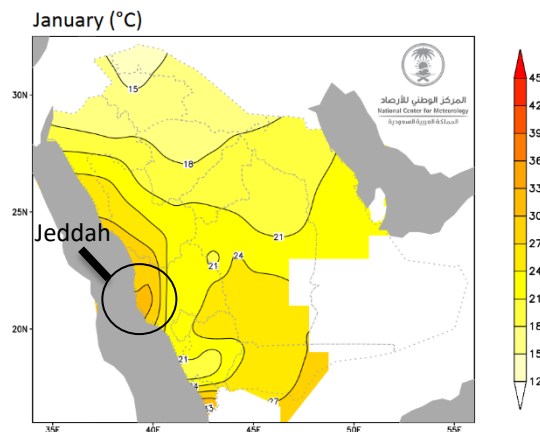 January (°C)
المركز الوطني للأرصاد
National Center for Meteorology
المملكة العربية السعودية
45
42
39
36
33
30
27
24
21
18
15
12
30N
25N
20N
35E
40E
45E
50E
55E
15
18
21
24
21
21
24
27
Jeddah